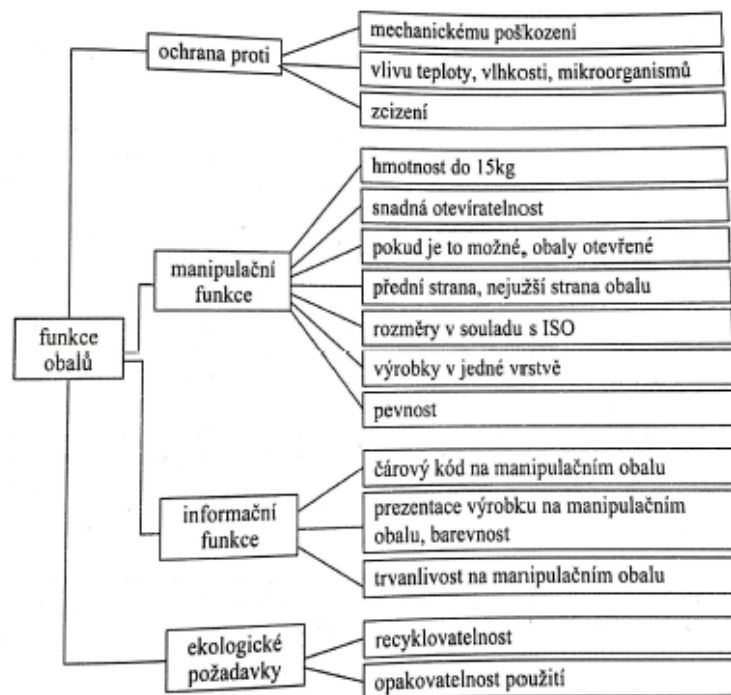 ochrana proti
mechanickému poškození
vlivu teploty, vlhkosti, mikroorganismů
zcizení
funkce
obalů
manipulační
funkce
hmotnost do 15kg
snadná otevíratelnost
pokud je to možné, obaly otevřené
přední strana, nejužší strana obalu
rozměry v souladu s ISO
výrobky v jedné vrstvě
pevnost
informační
funkce
čárový kód na manipulačním obalu
prezentace výrobku na manipulačním
obalu, barevnost
trvanlivost na manipulačním obalu
ekologické
požadavky
recyklovatelnost
opakovatelnost použití